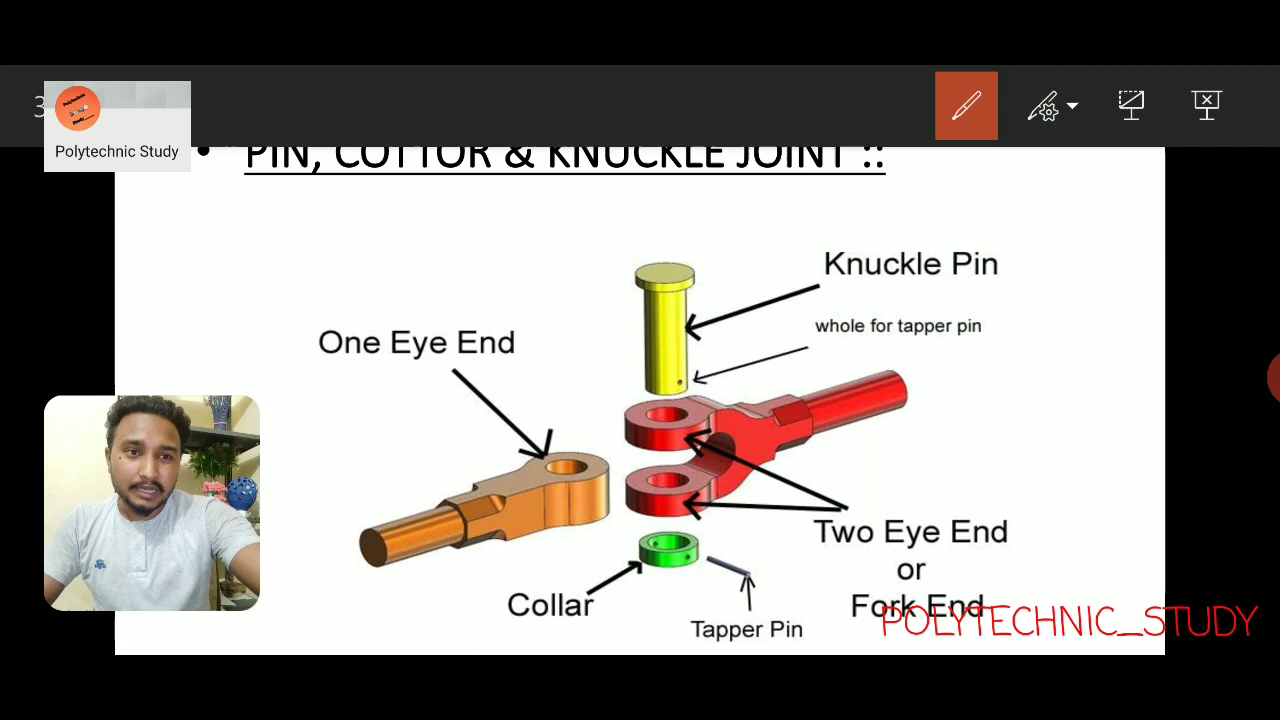 3
Polytechnic Study
• PIN, COTTOR & KNUCKLE JOINT ::
Knuckle Pin
whole for tapper pin
One Eye End
Two Eye End
or
Fork End
Collar
Tapper Pin
POLYTECHNIC_STUDY